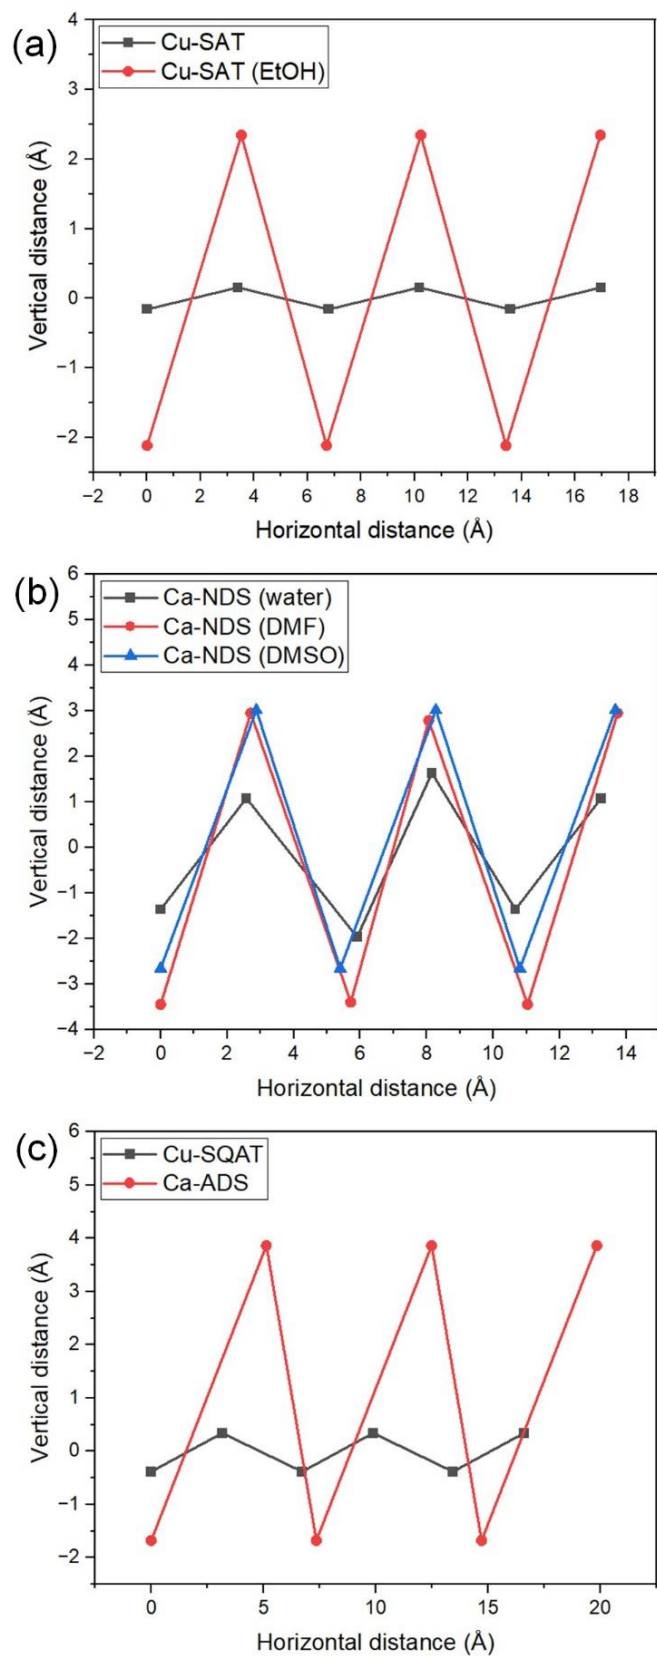 (a)
Cu-SAT
Cu-SAT (EtOH)
Vertical distance (Å)
4
3
2
1
0
−1
−2
−2 0 2 4 6 8 10 12 14 16 18
Horizontal distance (Å)
(b)
Ca-NDS (water)
Ca-NDS (DMF)
Ca-NDS (DMSO)
Vertical distance (Å)
6
5
4
3
2
1
0
−1
−2
−3
−4
−2 0 2 4 6 8 10 12 14
Horizontal distance (Å)
(c)
Cu-SQAT
Ca-ADS
Vertical distance (Å)
6
5
4
3
2
1
0
−1
−2
0 5 10 15 20
Horizontal distance (Å)